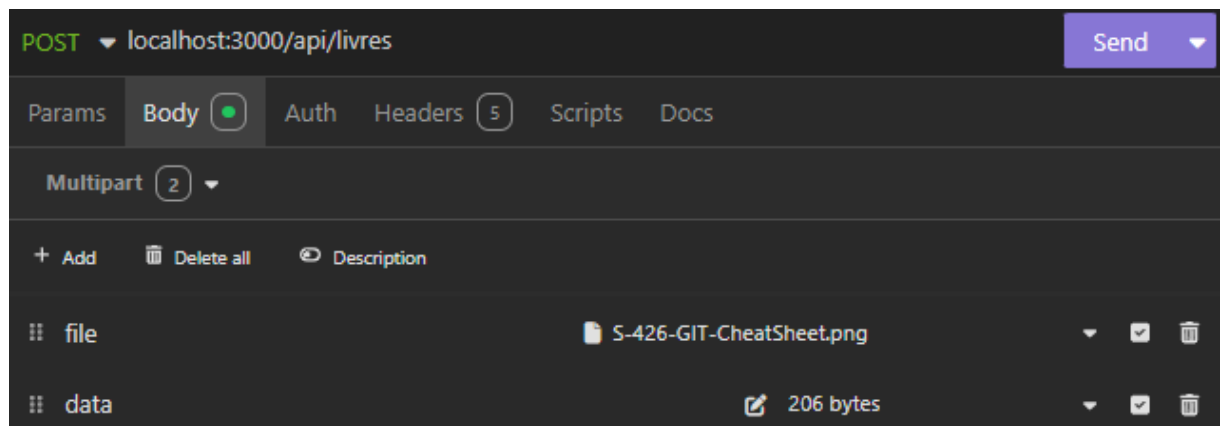 POST localhost:3000/api/livres Send
Params Body Auth Headers 5 Scripts Docs
Multipart 2
+ Add Delete all Description
file S-426-GIT-CheatSheet.png
data 206 bytes